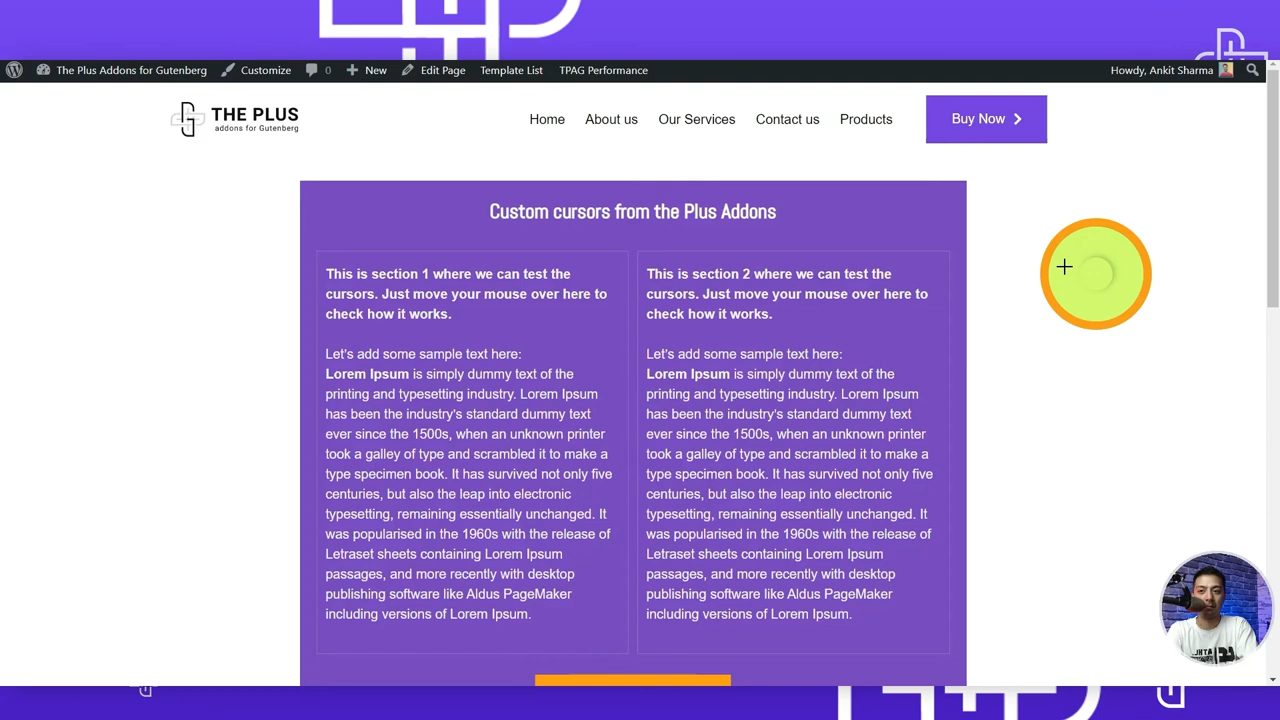 The Plus Addons for Gutenberg Customize 0 New Edit Page Template List TPAG Performance Howdy, Ankit Sharma
THE PLUS
addons for Gutenberg
Home About us Our Services Contact us Products Buy Now
Custom cursors from the Plus Addons
This is section 1 where we can test the
cursors. Just move your mouse over here to
check how it works.
Let's add some sample text here:
Lorem Ipsum is simply dummy text of the
printing and typesetting industry. Lorem Ipsum
has been the industry's standard dummy text
ever since the 1500s, when an unknown printer
took a galley of type and scrambled it to make a
type specimen book. It has survived not only five
centuries, but also the leap into electronic
typesetting, remaining essentially unchanged. It
was popularised in the 1960s with the release of
Letraset sheets containing Lorem Ipsum
passages, and more recently with desktop
publishing software like Aldus PageMaker
including versions of Lorem Ipsum.
This is section 2 where we can test the
cursors. Just move your mouse over here to
check how it works.
Let's add some sample text here:
Lorem Ipsum is simply dummy text of the
printing and typesetting industry. Lorem Ipsum
has been the industry's standard dummy text
ever since the 1500s, when an unknown printer
took a galley of type and scrambled it to make a
type specimen book. It has survived not only five
centuries, but also the leap into electronic
typesetting, remaining essentially unchanged. It
was popularised in the 1960s with the release of
Letraset sheets containing Lorem Ipsum
passages, and more recently with desktop
publishing software like Aldus PageMaker
including versions of Lorem Ipsum.